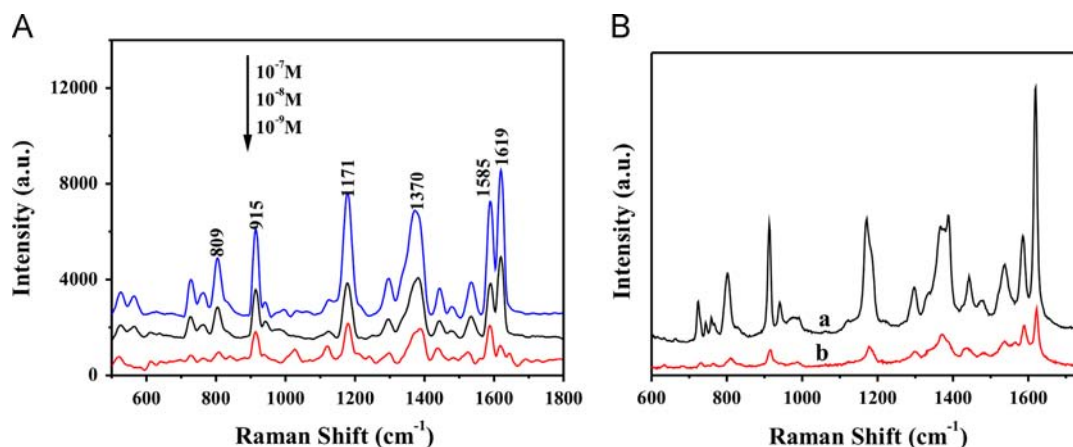 A
B
10⁻⁷M
10⁻⁸M
10⁻⁹M
809
915
1171
1370
1585
1619
12000
8000
4000
0
Intensity (a.u.)
600 800 1000 1200 1400 1600 1800
Raman Shift (cm⁻¹)
Intensity (a.u.)
a
b
600 800 1000 1200 1400 1600
Raman Shift (cm⁻¹)